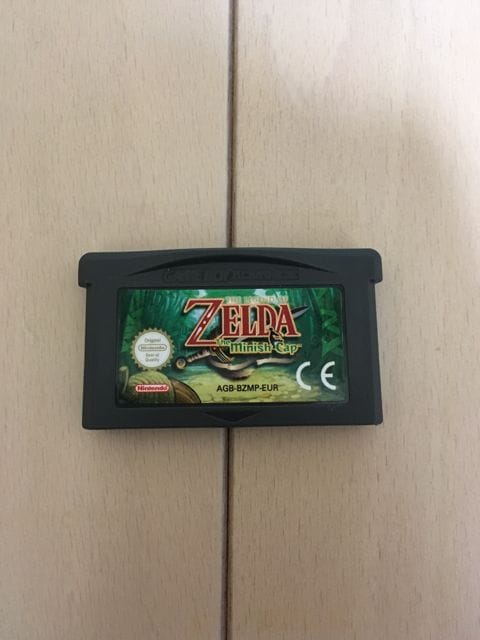 GAME BOY ADVANCE
THE LEGEND OF
ZELDA
The Minish Cap™
Original
Nintendo
Seal of
Quality
Nintendo
AGB-BZMP-EUR
CE